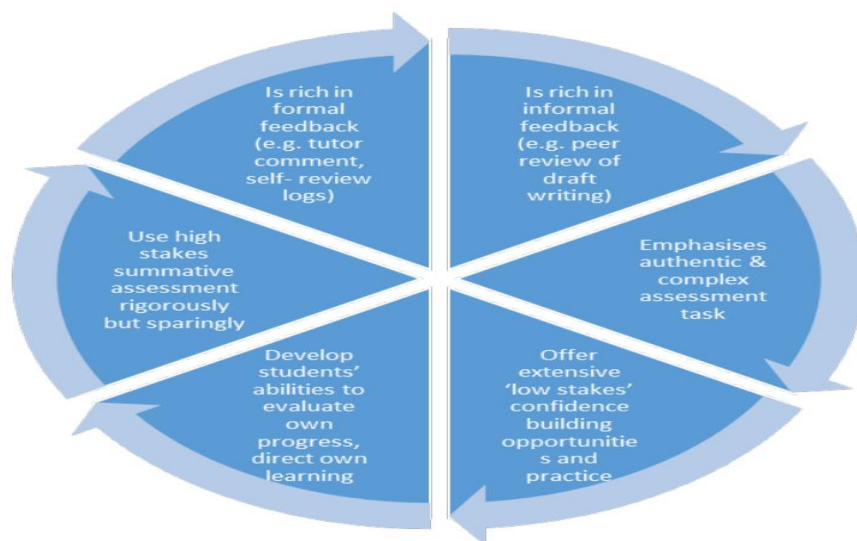 Is rich in
formal
feedback
(e.g. tutor
comment,
self- review
logs)
Is rich in
informal
feedback
(e.g. peer
review of
draft
writing)
Emphasises
authentic &
complex
assessment
task
Offer
extensive
‘low stakes’
confidence
building
opportunitie
s and
practice
Develop
students’
abilities to
evaluate
own
progress,
direct own
learning
Use high
stakes
summative
assessment
rigorously
but sparingly